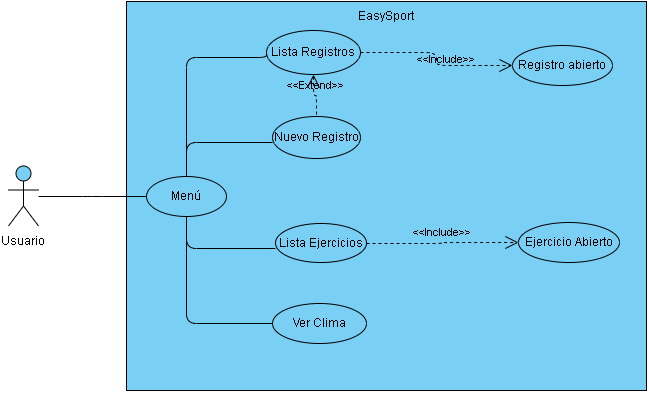 EasySport
Lista Registros
<<Include>>
Registro abierto
<<Extend>>
Nuevo Registro
Menú
Usuario
Lista Ejercicios
<<Include>>
Ejercicio Abierto
Ver Clima